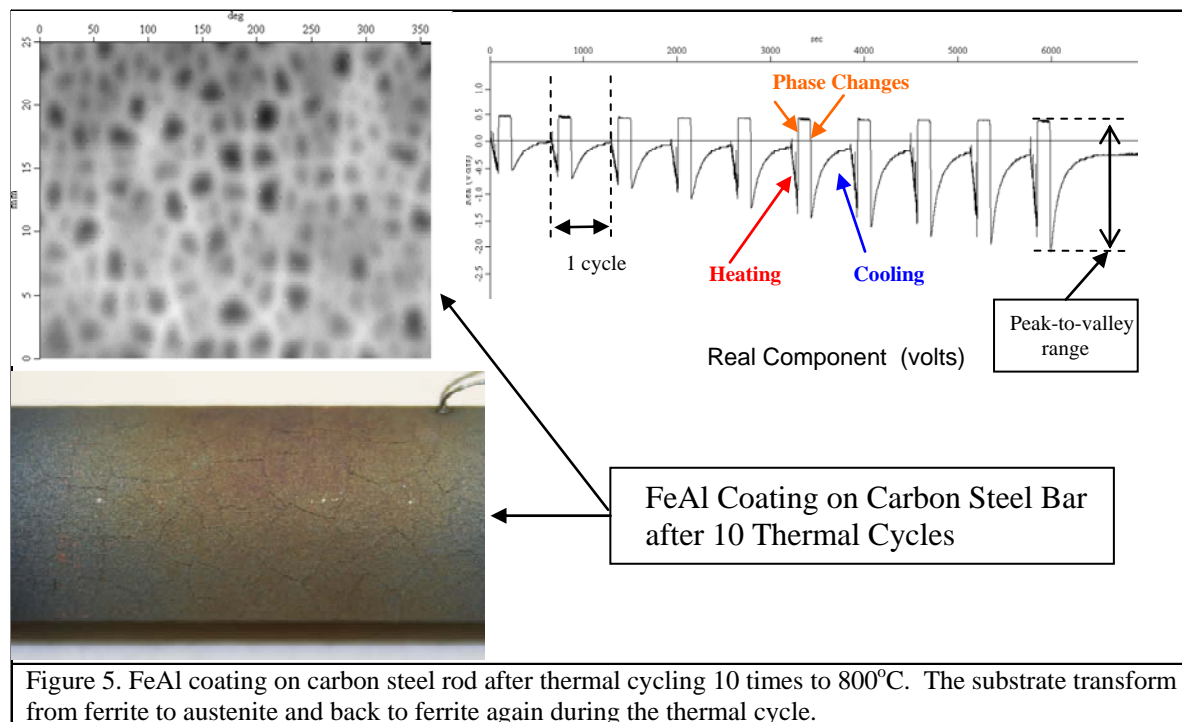 deg
0 50 100 150 200 250 300 350
25
20
15
10
5
0
mm
sec
0 1000 2000 3000 4000 5000 6000
1.0
0.5
0.0
-0.5
-1.0
-1.5
-2.0
-2.5
Phase Changes
1 cycle
Heating
Cooling
Peak-to-valley
range
Real Component (volts)
FeAl Coating on Carbon Steel Bar
after 10 Thermal Cycles
Figure 5. FeAl coating on carbon steel rod after thermal cycling 10 times to 800°C. The substrate transform
from ferrite to austenite and back to ferrite again during the thermal cycle.